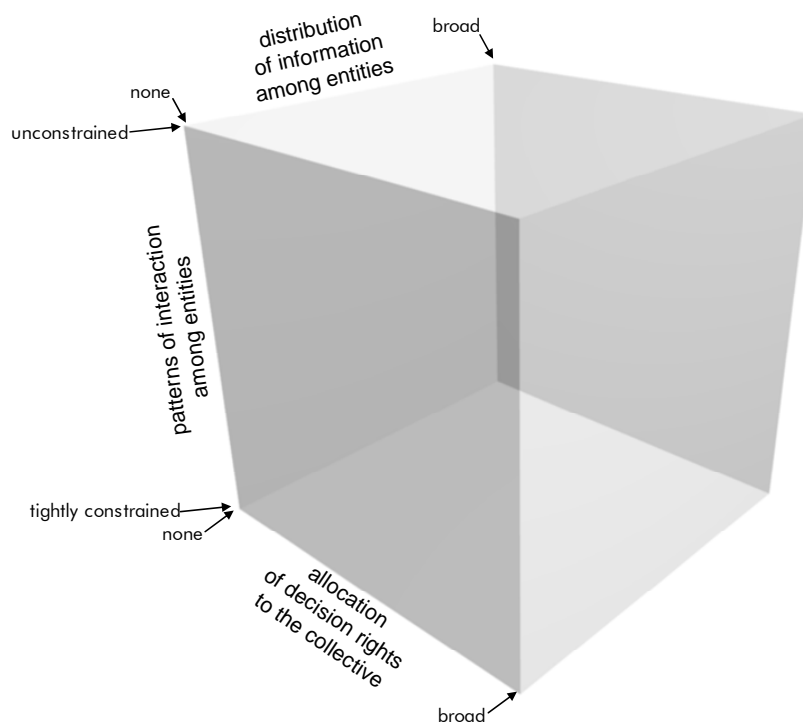 distribution
of information
among entities
broad
none
unconstrained
patterns of interaction
among entities
tightly constrained
none
allocation
of decision rights
to the collective
broad